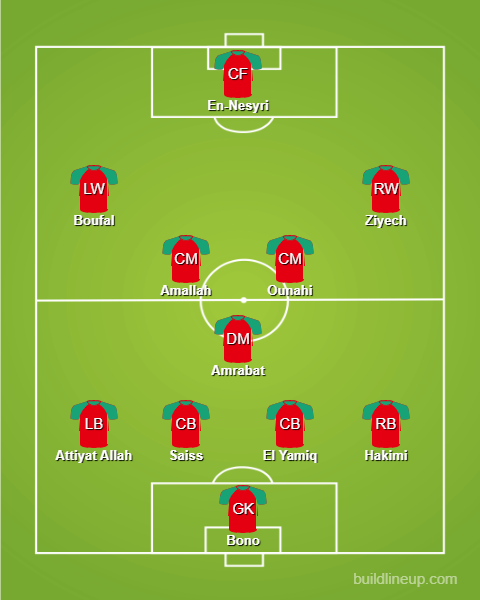 CF
En-Nesyri
LW
RW
Boufal
Ziyech
CM
CM
Amallah
Ounahi
DM
Amrabat
LB
CB
CB
RB
Attiyat Allah
Saiss
El Yamiq
Hakimi
GK
Bono
buildlineup.com